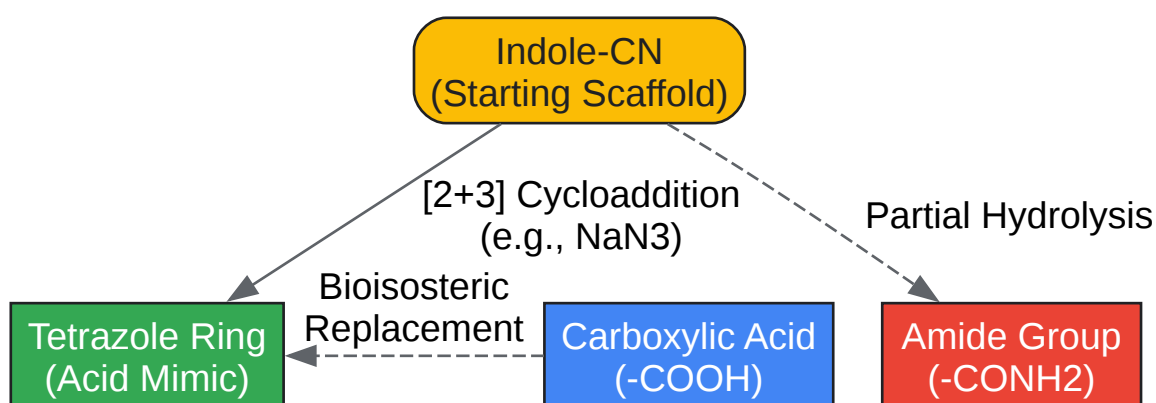 Indole-CN
(Starting Scaffold)
[2+3] Cycloaddition
(e.g., NaN3)
Partial Hydrolysis
Bioisosteric
Replacement
Tetrazole Ring
(Acid Mimic)
Carboxylic Acid
(-COOH)
Amide Group
(-CONH2)